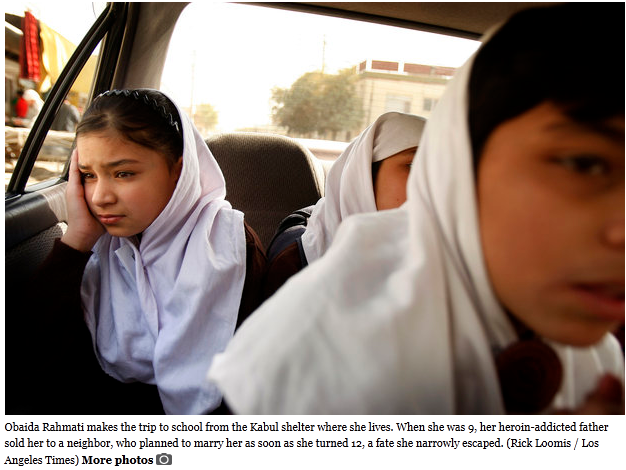 Obaida Rahmati makes the trip to school from the Kabul shelter where she lives. When she was 9, her heroin-addicted father
sold her to a neighbor, who planned to marry her as soon as she turned 12, a fate she narrowly escaped. (Rick Loomis / Los
Angeles Times) More photos